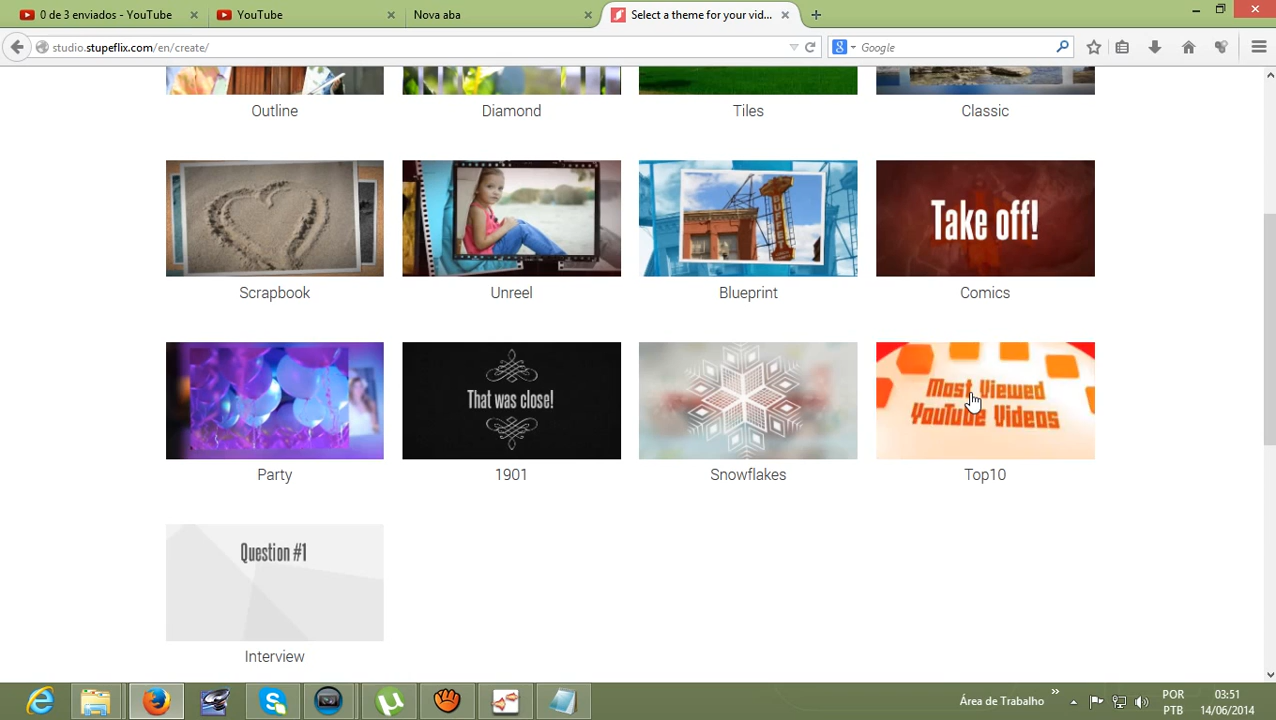 0 de 3 enviados - YouTube
YouTube
Nova aba
Select a theme for your vid...
studio.stupeflix.com/en/create/
Google
Outline
Diamond
Tiles
Classic
Take off!
Scrapbook
Unreel
Blueprint
Comics
That was close!
Most Viewed
YouTube Videos
Party
1901
Snowflakes
Top10
Question #1
Interview
Área de Trabalho
POR
PTB
03:51
14/06/2014